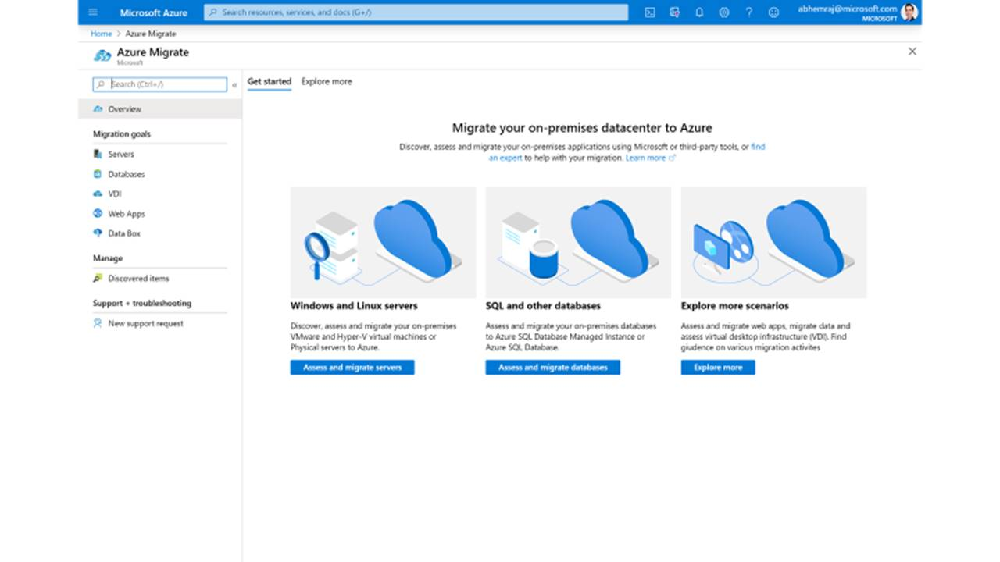 Microsoft Azure
Search resources, services, and docs (G+/)
abhemraj@microsoft.com
MICROSOFT
Home > Azure Migrate
Azure Migrate
Microsoft
Search (Ctrl+/)
Overview
Migration goals
Servers
Databases
VDI
Web Apps
Data Box
Manage
Discovered items
Support + troubleshooting
New support request
Get started Explore more
Migrate your on-premises datacenter to Azure
Discover, assess and migrate your on-premises applications using Microsoft or third-party tools, or find
an expert to help with your migration. Learn more
Windows and Linux servers
Discover, assess and migrate your on-premises
VMware and Hyper-V virtual machines or
Physical servers to Azure.
Assess and migrate servers
SQL and other databases
Assess and migrate your on-premises databases
to Azure SQL Database Managed Instance or
Azure SQL Database.
Assess and migrate databases
Explore more scenarios
Assess and migrate web apps, migrate data and
assess virtual desktop infrastructure (VDI). Find
giudence on various migration activites
Explore more